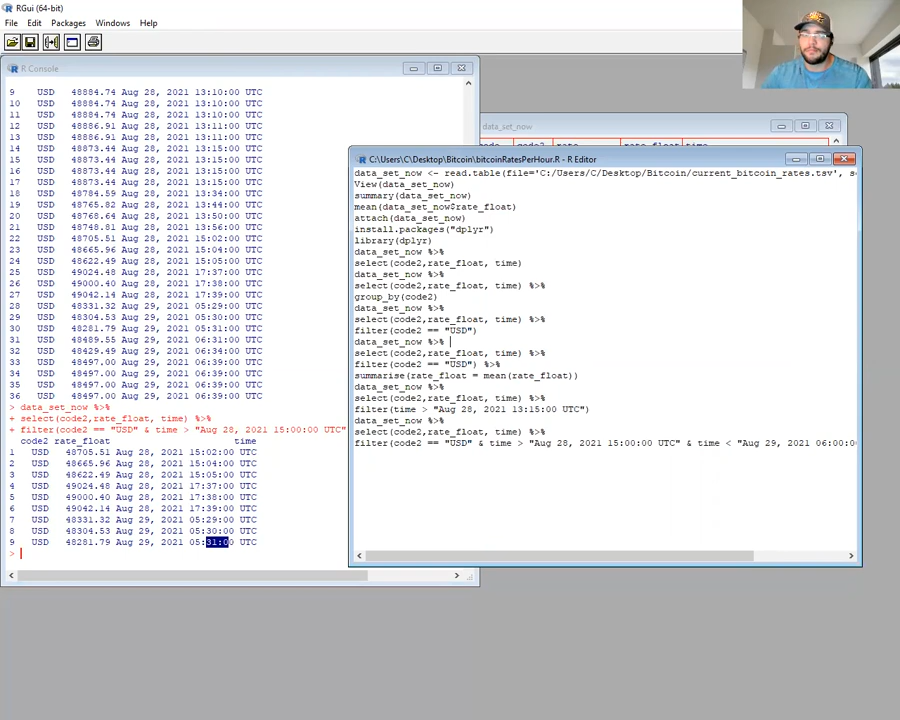 RGui (64-bit)
File Edit Packages Windows Help
R Console
9 USD 48884.74 Aug 28, 2021 13:10:00 UTC
10 USD 48884.74 Aug 28, 2021 13:10:00 UTC
11 USD 48884.74 Aug 28, 2021 13:10:00 UTC
12 USD 48886.91 Aug 28, 2021 13:11:00 UTC
13 USD 48886.91 Aug 28, 2021 13:11:00 UTC
14 USD 48873.44 Aug 28, 2021 13:15:00 UTC
15 USD 48873.44 Aug 28, 2021 13:15:00 UTC
16 USD 48873.44 Aug 28, 2021 13:15:00 UTC
17 USD 48873.44 Aug 28, 2021 13:15:00 UTC
18 USD 48784.59 Aug 28, 2021 13:34:00 UTC
19 USD 48765.82 Aug 28, 2021 13:44:00 UTC
20 USD 48768.64 Aug 28, 2021 13:50:00 UTC
21 USD 48748.81 Aug 28, 2021 13:56:00 UTC
22 USD 48705.51 Aug 28, 2021 15:02:00 UTC
23 USD 48665.96 Aug 28, 2021 15:04:00 UTC
24 USD 48622.49 Aug 28, 2021 15:05:00 UTC
25 USD 49024.48 Aug 28, 2021 17:37:00 UTC
26 USD 49000.40 Aug 28, 2021 17:38:00 UTC
27 USD 49042.14 Aug 28, 2021 17:39:00 UTC
28 USD 48331.32 Aug 29, 2021 05:29:00 UTC
29 USD 48304.53 Aug 29, 2021 05:30:00 UTC
30 USD 48281.79 Aug 29, 2021 05:31:00 UTC
31 USD 48489.55 Aug 29, 2021 06:31:00 UTC
32 USD 48429.49 Aug 29, 2021 06:34:00 UTC
33 USD 48497.00 Aug 29, 2021 06:39:00 UTC
34 USD 48497.00 Aug 29, 2021 06:39:00 UTC
35 USD 48497.00 Aug 29, 2021 06:39:00 UTC
36 USD 48497.00 Aug 29, 2021 06:39:00 UTC
> data_set_now %>%
+ select(code2,rate_float, time) %>%
+ filter(code2 == "USD" & time > "Aug 28, 2021 15:00:00 UTC"
code2 rate_float time
1 USD 48705.51 Aug 28, 2021 15:02:00 UTC
2 USD 48665.96 Aug 28, 2021 15:04:00 UTC
3 USD 48622.49 Aug 28, 2021 15:05:00 UTC
4 USD 49024.48 Aug 28, 2021 17:37:00 UTC
5 USD 49000.40 Aug 28, 2021 17:38:00 UTC
6 USD 49042.14 Aug 28, 2021 17:39:00 UTC
7 USD 48331.32 Aug 29, 2021 05:29:00 UTC
8 USD 48304.53 Aug 29, 2021 05:30:00 UTC
9 USD 48281.79 Aug 29, 2021 05:31:00 UTC
>
data_set_now
C:\Users\C\Desktop\Bitcoin\bitcoinRatesPerHour.R - R Editor
data_set_now <- read.table(file='C:/Users/C/Desktop/Bitcoin/current_bitcoin_rates.tsv', s
View(data_set_now)
summary(data_set_now)
mean(data_set_now$rate_float)
attach(data_set_now)
install.packages("dplyr")
library(dplyr)
data_set_now %>%
select(code2,rate_float, time)
data_set_now %>%
select(code2,rate_float, time) %>%
group_by(code2)
data_set_now %>%
select(code2,rate_float, time) %>%
filter(code2 == "USD")
data_set_now %>%
select(code2,rate_float, time) %>%
filter(code2 == "USD") %>%
summarise(rate_float = mean(rate_float))
data_set_now %>%
select(code2,rate_float, time) %>%
filter(time > "Aug 28, 2021 13:15:00 UTC")
data_set_now %>%
select(code2,rate_float, time) %>%
filter(code2 == "USD" & time > "Aug 28, 2021 15:00:00 UTC" & time < "Aug 29, 2021 06:00:0